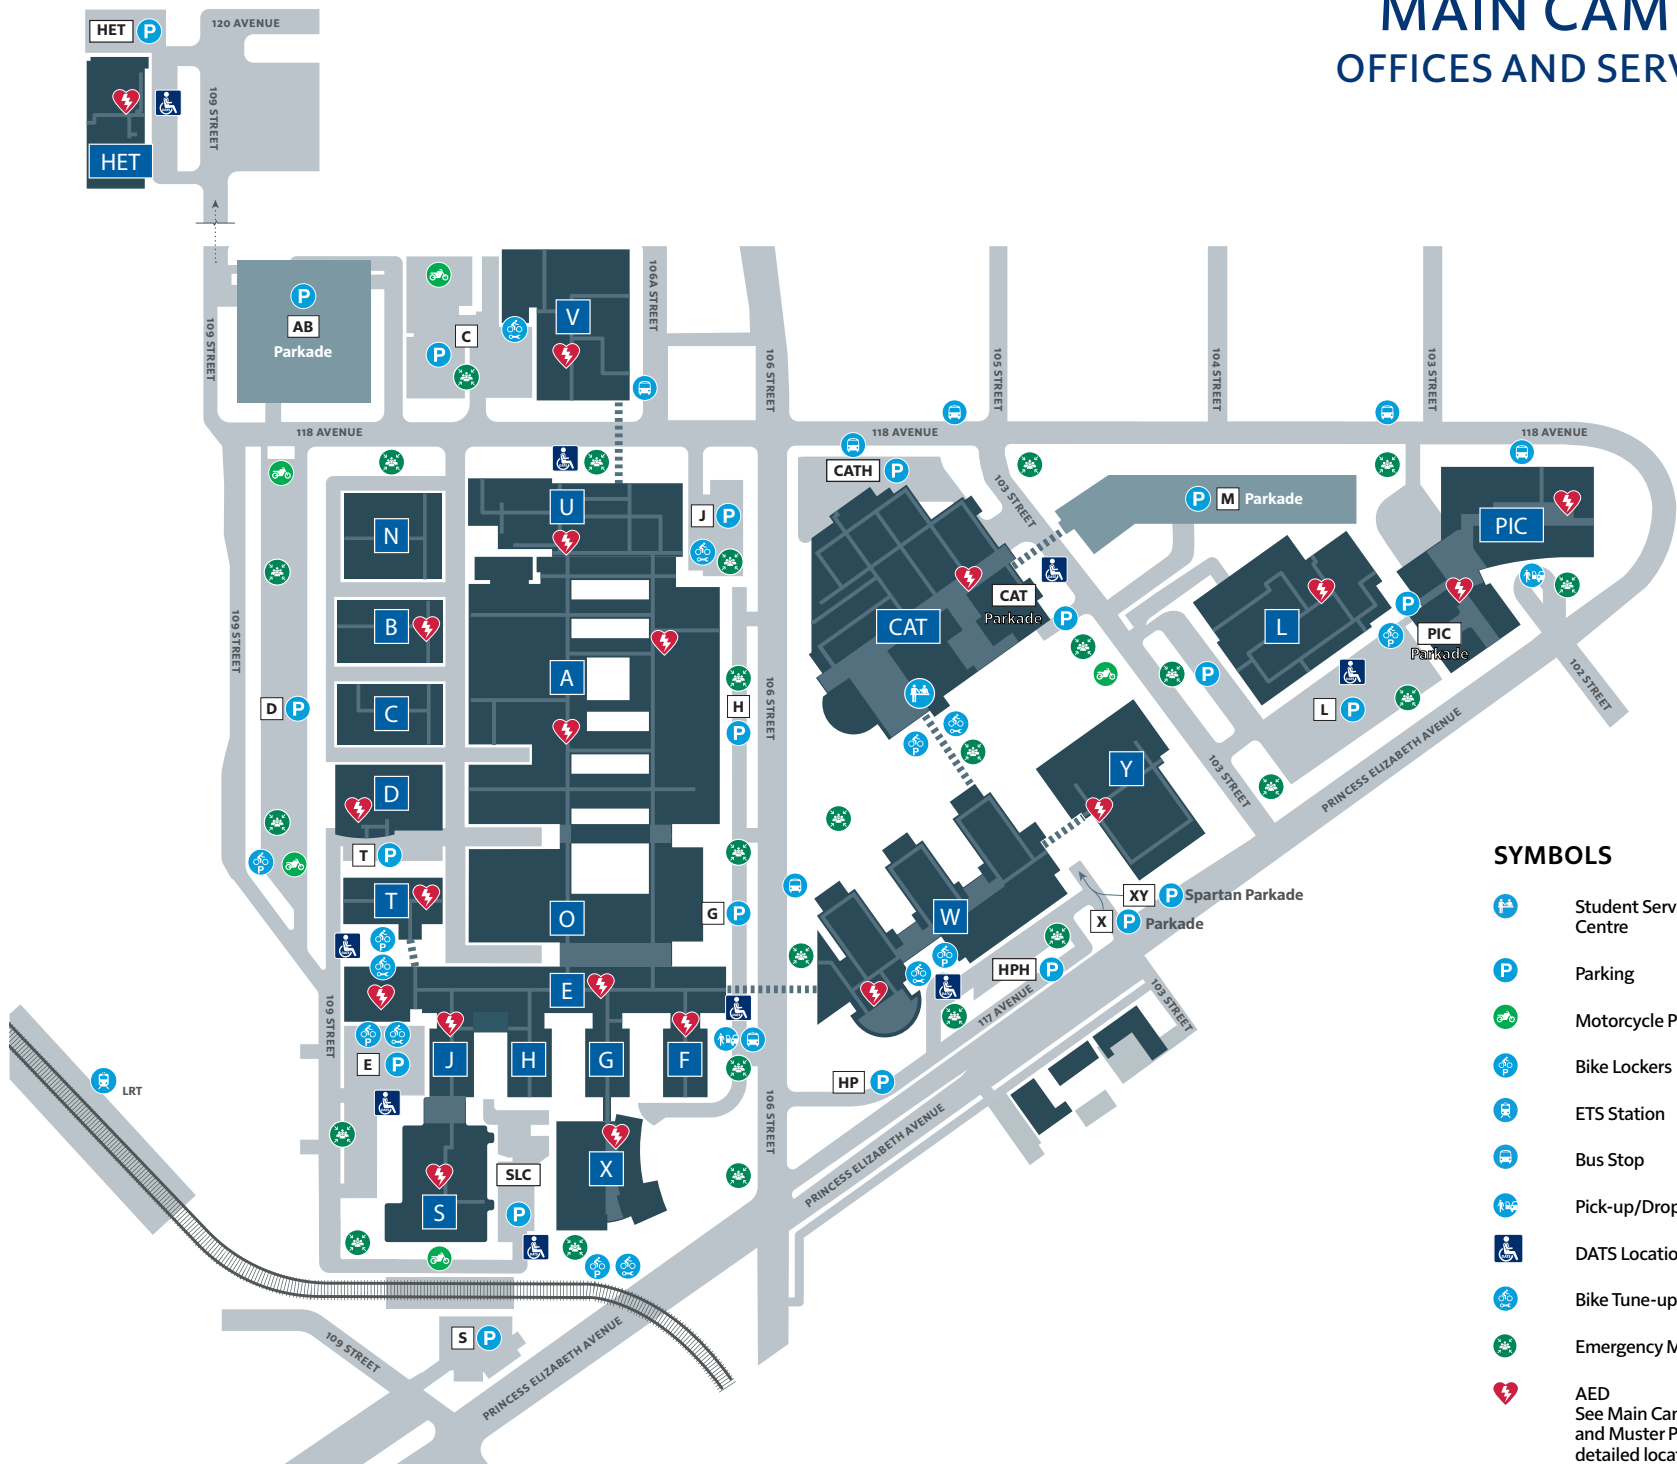 MAIN CAM
OFFICES AND SERV
HET P
120 AVENUE
109 STREET
HET
109 STREET
P
AB
Parkade
C
P
V
106A STREET
106 STREET
105 STREET
104 STREET
103 STREET
118 AVENUE
118 AVENUE
118 AVENUE
CATH P
103 STREET
P M Parkade
PIC
N
U
J P
CAT
Parkade
P
B
CAT
L
P
PIC
Parkade
109 STREET
A
P
102 STREET
D P
C
H
P
106 STREET
L P
PRINCESS ELIZABETH AVENUE
D
Y
103 STREET
T P
T
O
G P
W
XY P Spartan Parkade
X P Parkade
HPH P
117 AVENUE
103 STREET
E
109 STREET
E P
J
H
G
F
HP P
LRT
106 STREET
PRINCESS ELIZABETH AVENUE
SLC
P
X
S
S P
109 STREET
PRINCESS ELIZABETH AVENUE
SYMBOLS
Student Serv
Centre
P Parking
Motorcycle P
Bike Lockers
ETS Station
Bus Stop
Pick-up/Drop
DATS Locatio
Bike Tune-up
Emergency M
AED
See Main Can
and Muster P
detailed locat